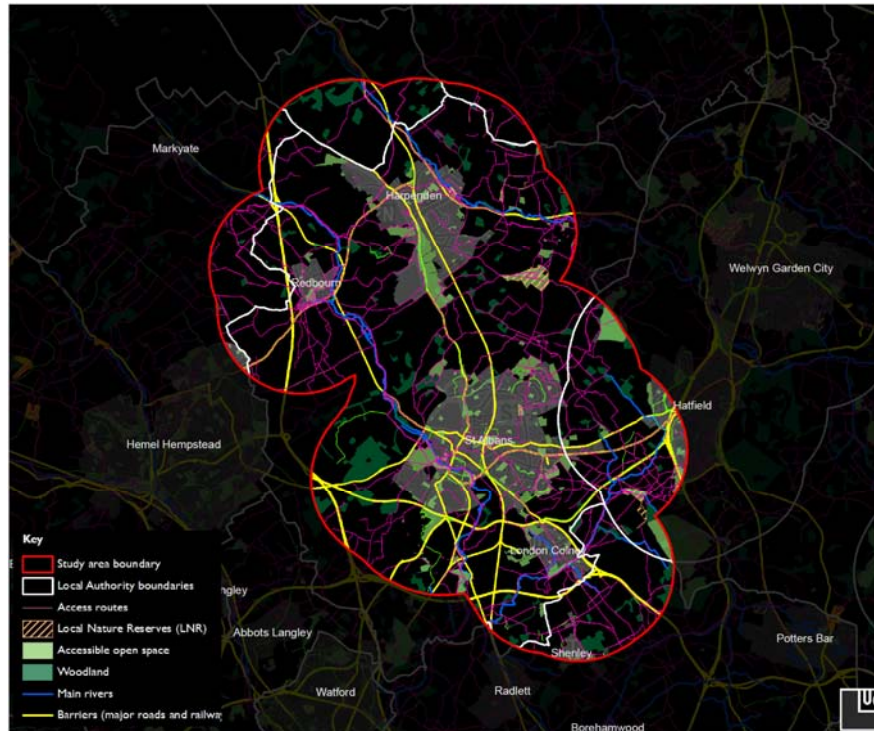 Markyate
Harpenden
Welwyn Garden City
Redbourn
Hatfield
Hemel Hempstead
St Albans
Key
Study area boundary
London Colney
Local Authority boundaries
Access routes
Local Nature Reserves (LNR)
Abbots Langley
Potters Bar
Accessible open space
Shenley
Woodland
Main rivers
Watford
Radlett
Barriers (major roads and railway
Borehamwood